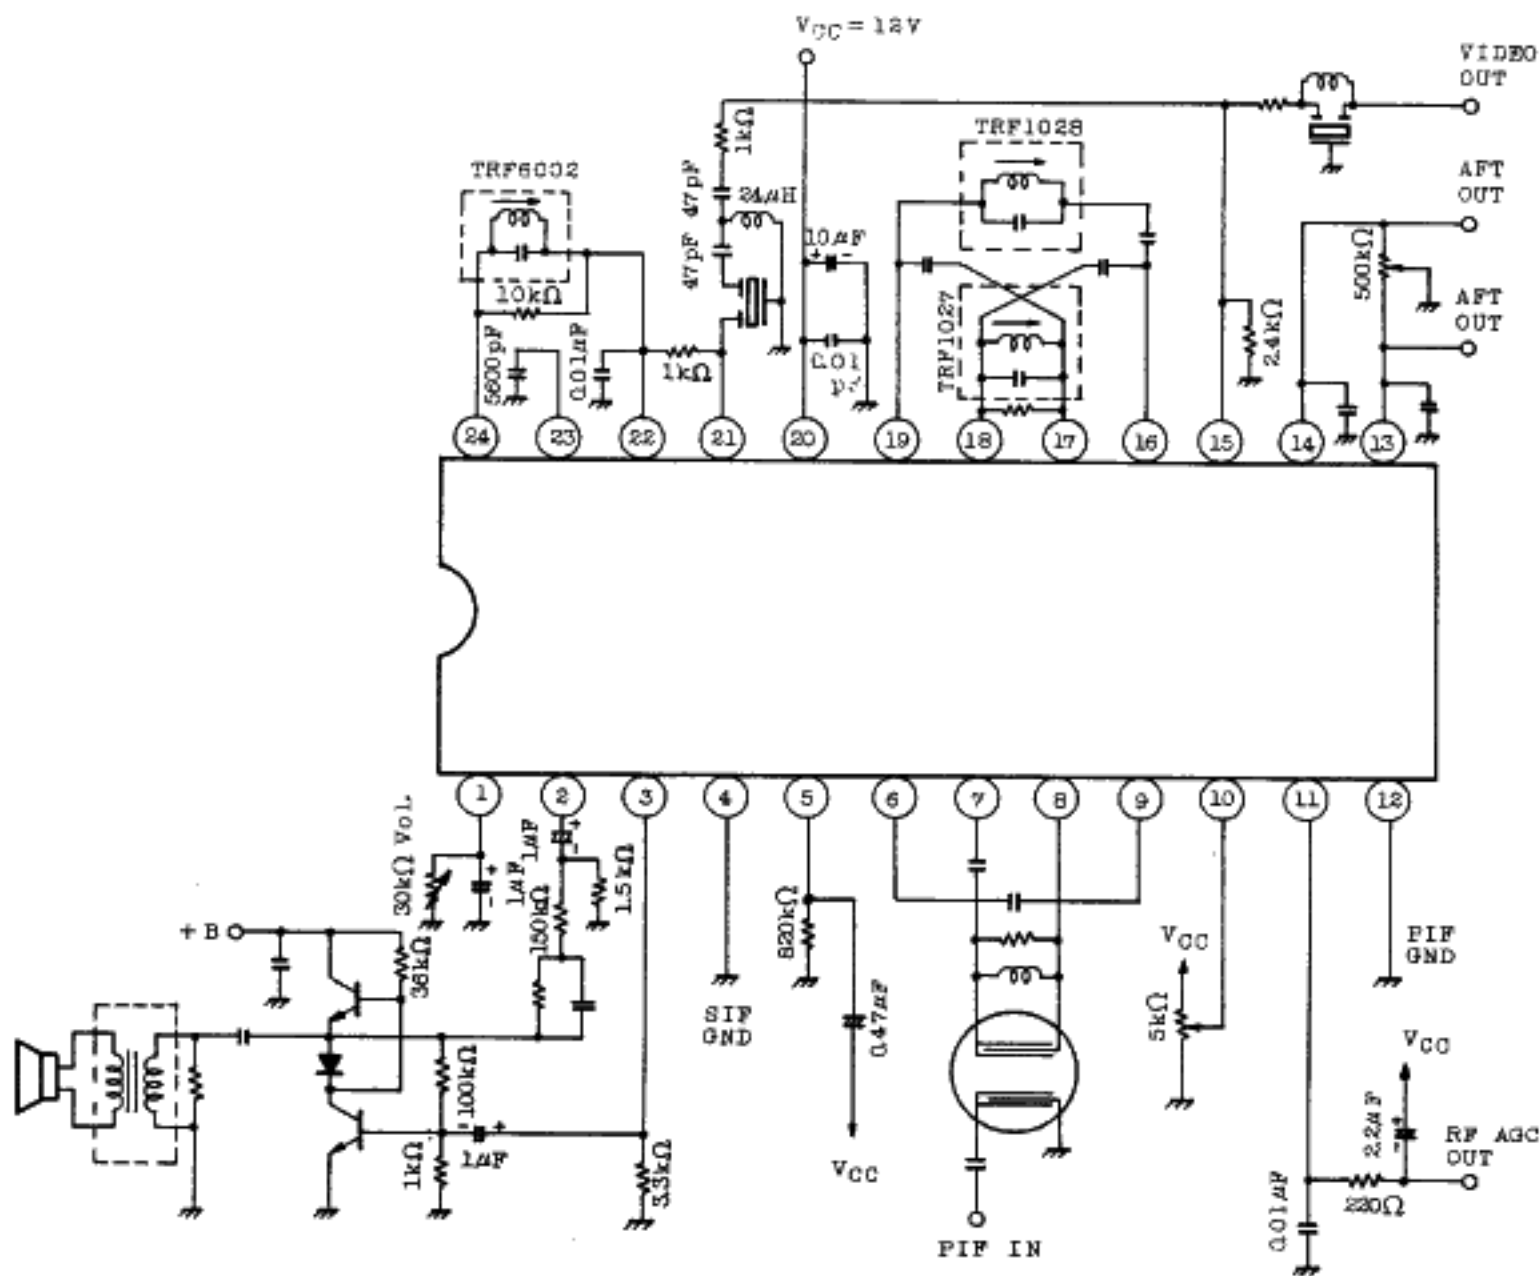 VCC = 12V
VIDEO
OUT
TRF1028
AFT
OUT
TRF6002
1kΩ
47pF
24μH
47pF
10μF
+ -
500kΩ
AFT
OUT
10kΩ
TRF1027
2.4kΩ
5600pF
0.01μF
1kΩ
0.01
24
23
22
21
20
19
18
17
16
15
14
13
1
2
3
4
5
6
7
8
9
10
11
12
30kΩ Vol.
+
-
1μF
1μF
+
-
150kΩ
1.5kΩ
+B
36kΩ
820kΩ
0.47μF
VCC
SIF
GND
VCC
5kΩ
PIF
GND
VCC
100kΩ
1kΩ
+
1μF
3.3kΩ
2.2μF
RF AGC
OUT
220Ω
0.01μF
PIF IN